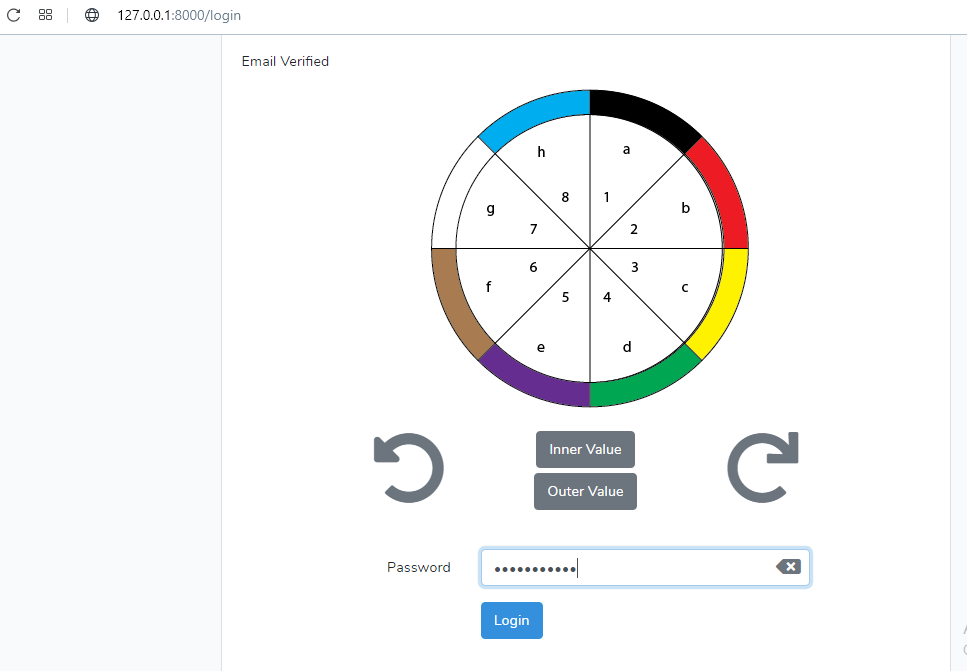 127.0.0.1:8000/login
Email Verified
h a
8 1
g b
7 2
6 3
f c
5 4
e d
Inner Value
Outer Value
Password
Login